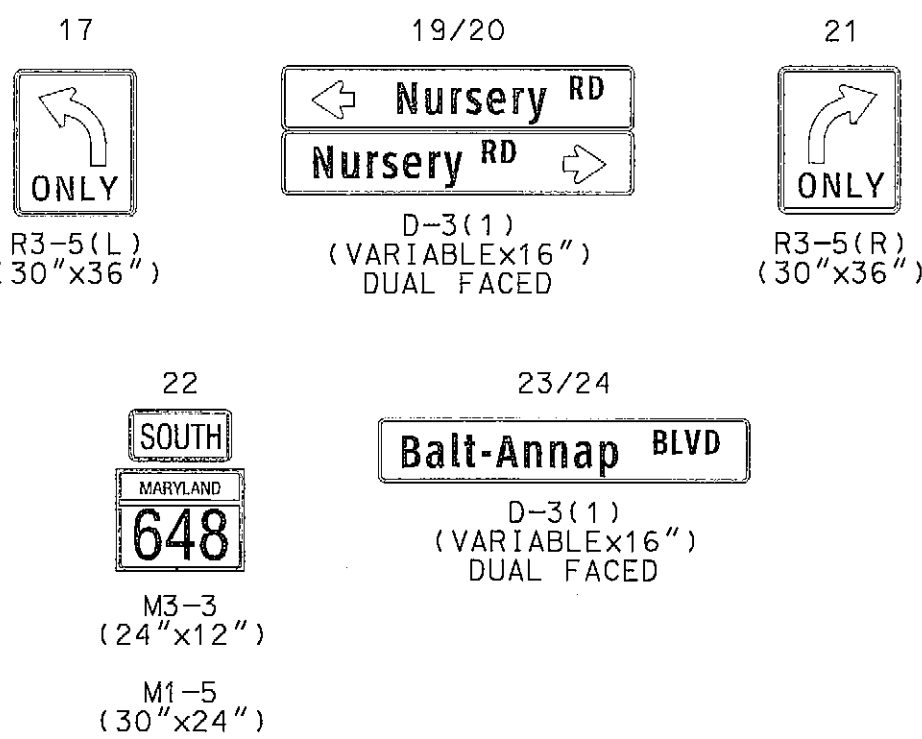 17
ONLY
R3-5(L)
(30"x36")
19/20
Nursery RD
Nursery RD
D-3(1)
(VARIABLEx16")
DUAL FACED
21
ONLY
R3-5(R)
(30"x36")
22
SOUTH
MARYLAND
648
M3-3
(24"x12")
M1-5
(30"x24")
23/24
Balt-Annap BLVD
D-3(1)
(VARIABLEx16")
DUAL FACED